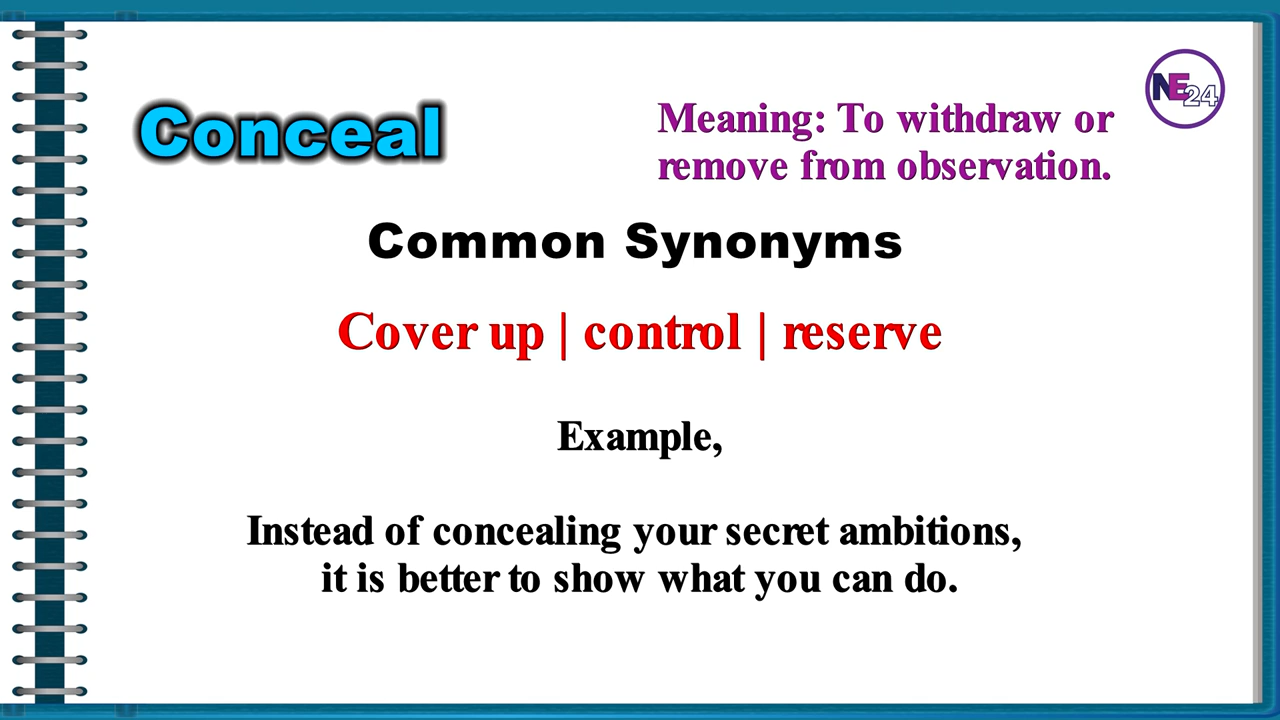 Conceal
Meaning: To withdraw or
remove from observation.
NE24
Common Synonyms
Cover up | control | reserve
Example,
Instead of concealing your secret ambitions,
it is better to show what you can do.